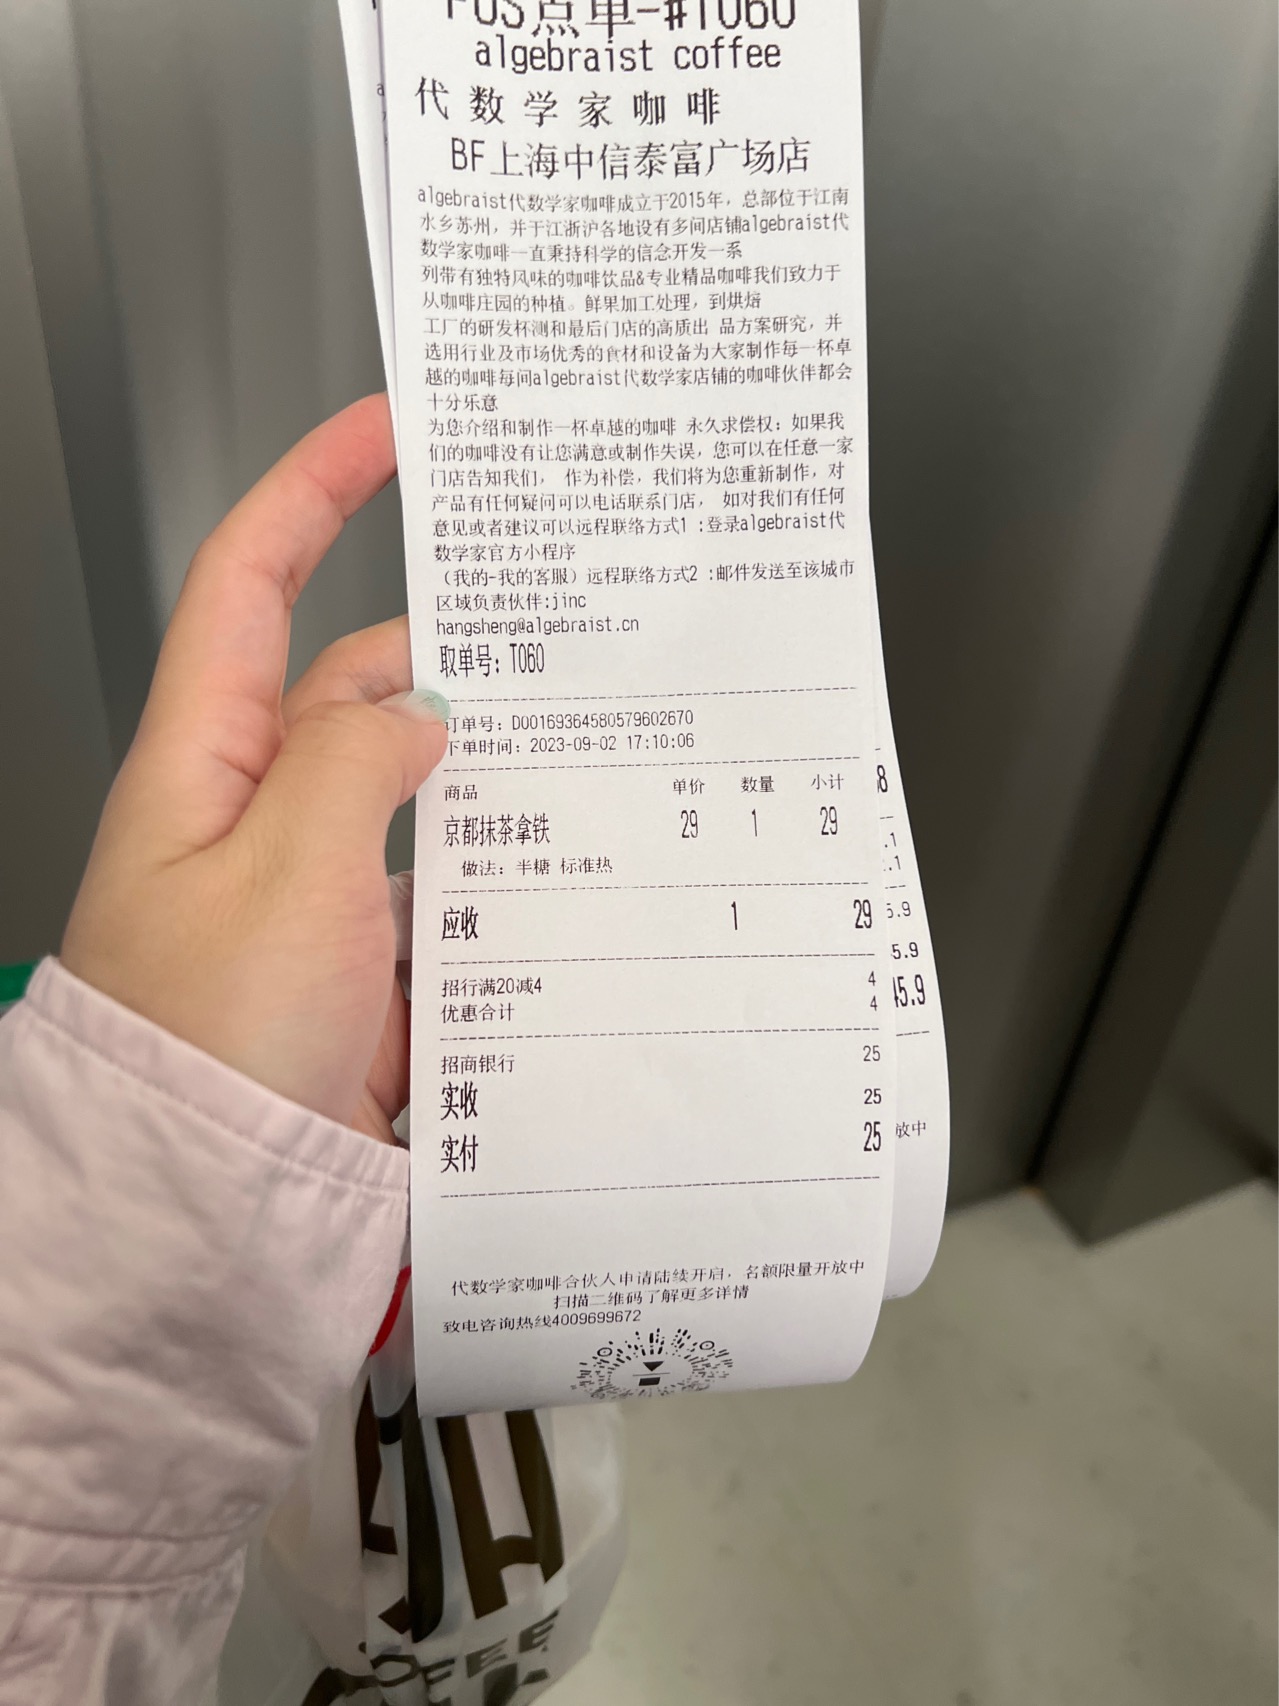 POS点单-#T060
algebraist coffee
代数学家咖啡
BF上海中信泰富广场店
algebraist代数学家咖啡成立于2015年，总部位于江南
水乡苏州，并于江浙沪各地设有多间店铺algebraist代
数学家咖啡一直秉持科学的信念开发一系
列带有独特风味的咖啡饮品&专业精品咖啡我们致力于
从咖啡庄园的种植。鲜果加工处理，到烘焙
工厂的研发杯测和最后门店的高质出 品方案研究，并
选用行业及市场优秀的食材和设备为大家制作每一杯卓
越的咖啡每间algebraist代数学家店铺的咖啡伙伴都会
十分乐意
为您介绍和制作一杯卓越的咖啡 永久求偿权：如果我
们的咖啡没有让您满意或制作失误，您可以在任意一家
门店告知我们， 作为补偿，我们将为您重新制作，对
产品有任何疑问可以电话联系门店， 如对我们有任何
意见或者建议可以远程联络方式1 :登录algebraist代
数学家官方小程序
（我的-我的客服）远程联络方式2 :邮件发送至该城市
区域负责伙伴:jinc
hangsheng@algebraist.cn
取单号：T060
订单号：D00169364580579602670
下单时间：2023-09-02 17:10:06
商品 单价 数量 小计
京都抹茶拿铁 29 1 29
做法：半糖 标准热
应收 1 29
招行满20减4 4
优惠合计 4
招商银行 25
实收 25
实付 25
代数学家咖啡合伙人申请陆续开启，名额限量开放中
扫描二维码了解更多详情
致电咨询热线4009699672
8
.1
.1
5.9
5.9
45.9
放中
COFFEE